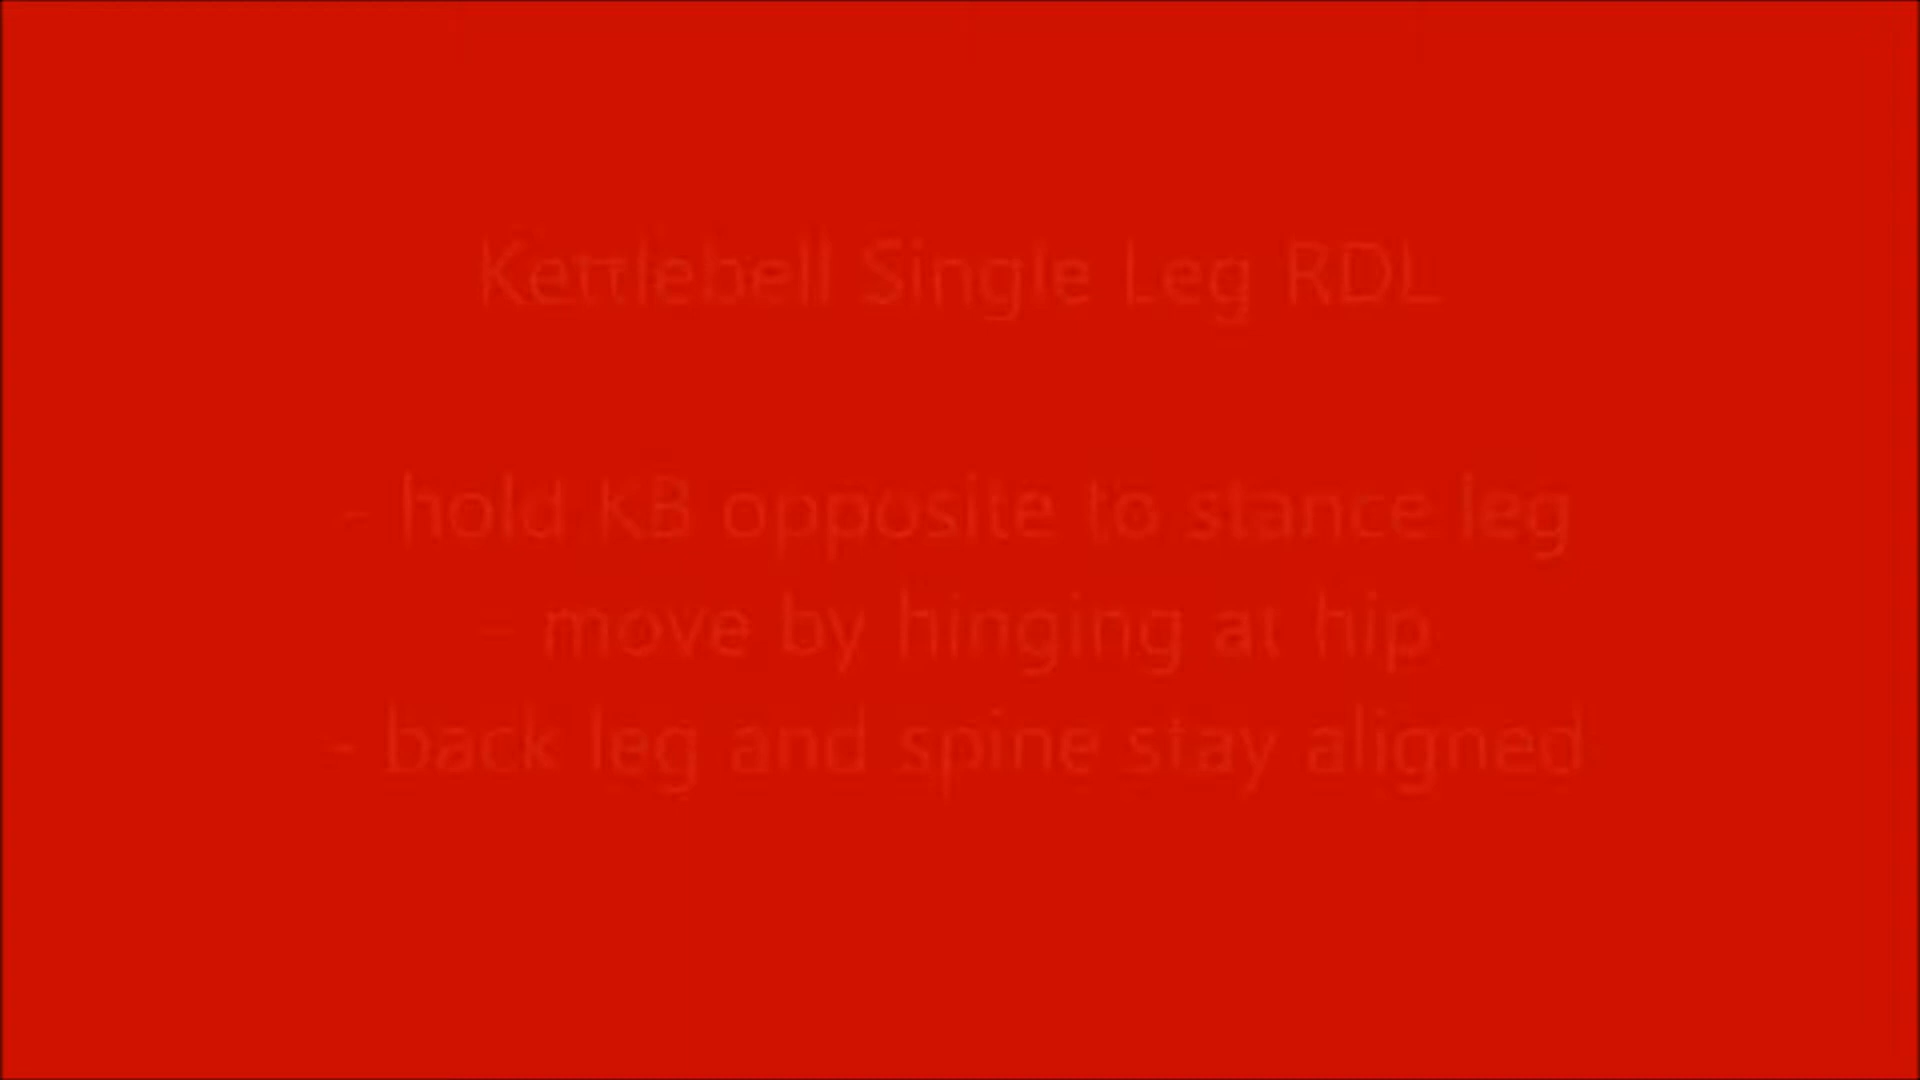 Kettlebell Single Leg RDL
- hold KB opposite to stance leg
- move by hinging at hip
- back leg and spine stay aligned